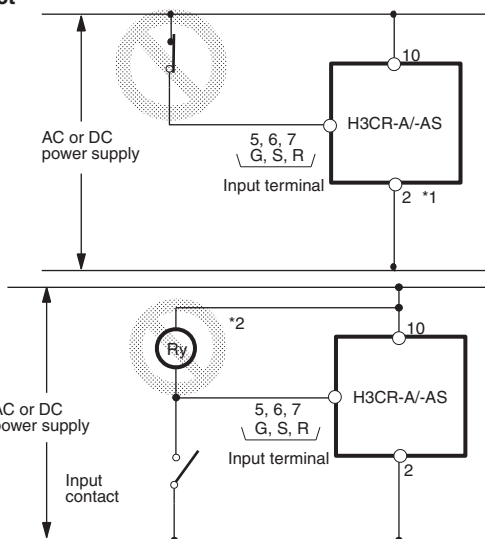 10
H3CR-A/-AS
AC or DC
power supply
5, 6, 7
G, S, R
Input terminal
2 *1
*2
10
Ry
H3CR-A/-AS
AC or DC
power supply
5, 6, 7
G, S, R
Input terminal
2
Input
contact